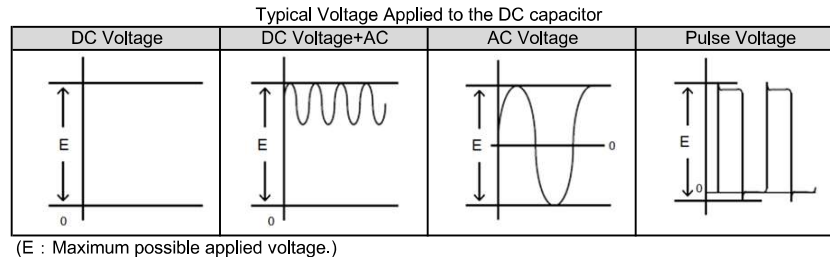 Typical Voltage Applied to the DC capacitor
DC Voltage DC Voltage+AC AC Voltage Pulse Voltage
E E E 0 E
0 0 0
(E : Maximum possible applied voltage.)